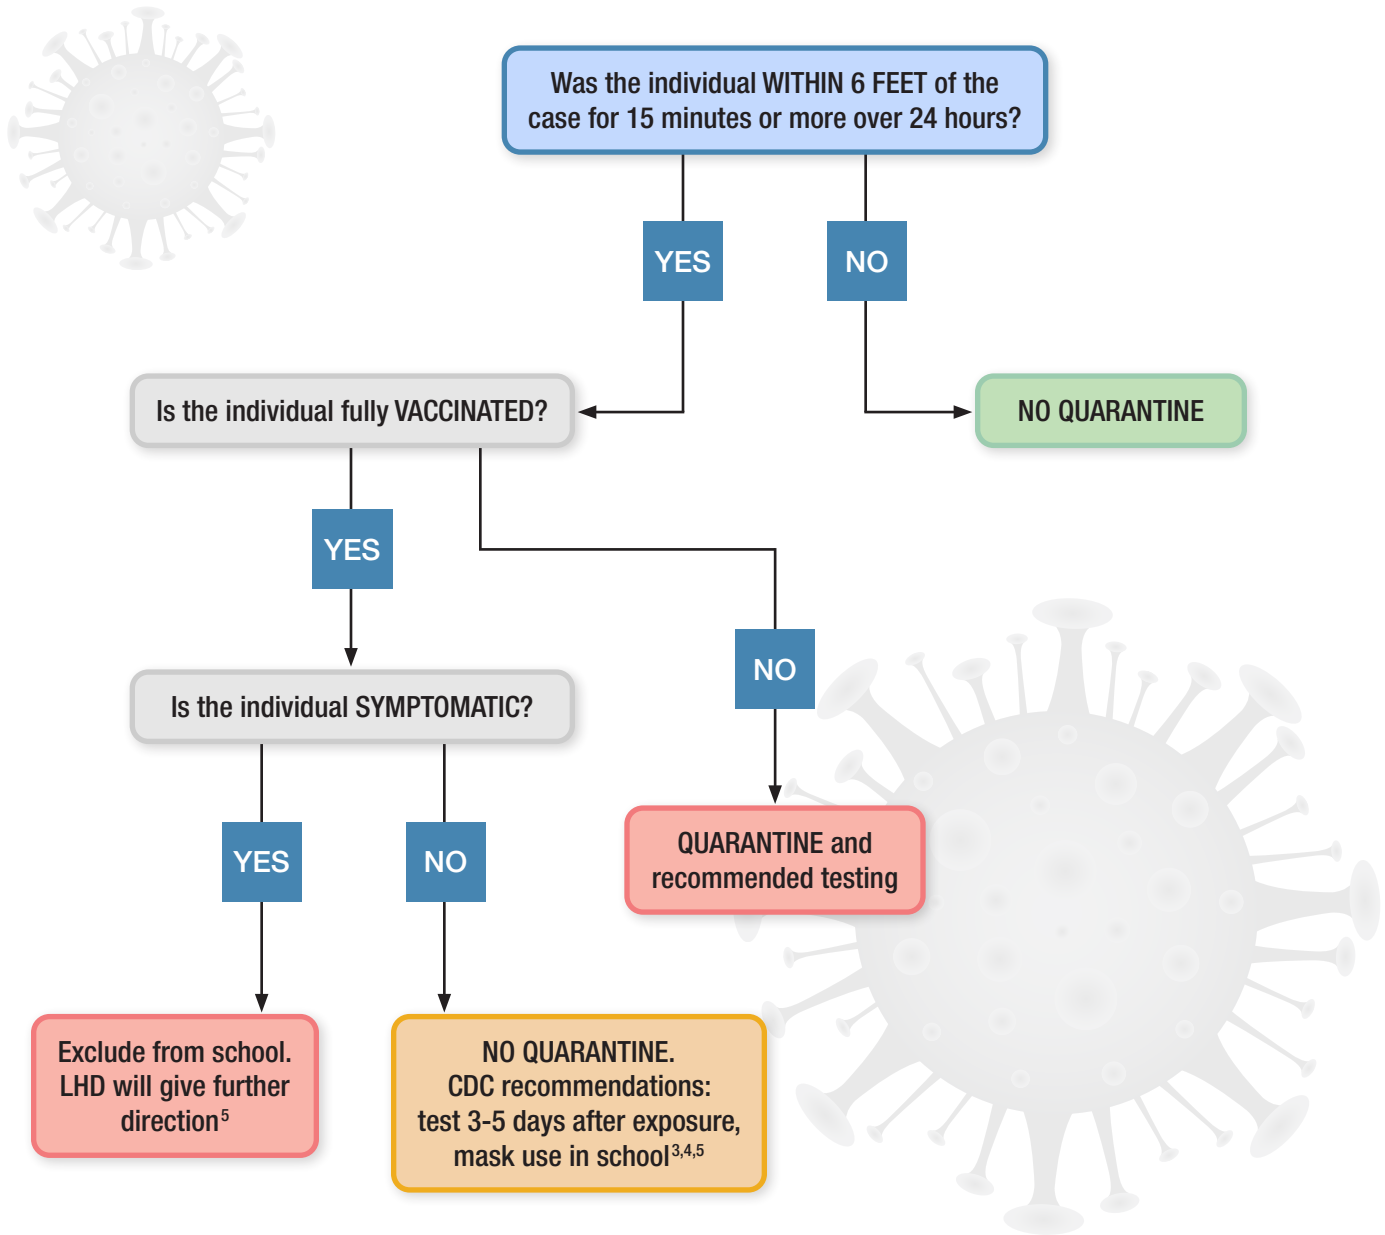 Was the individual WITHIN 6 FEET of the
case for 15 minutes or more over 24 hours?
YES
NO
Is the individual fully VACCINATED?
NO QUARANTINE
YES
NO
Is the individual SYMPTOMATIC?
YES
NO
QUARANTINE and
recommended testing
Exclude from school.
LHD will give further
direction⁵
NO QUARANTINE.
CDC recommendations:
test 3-5 days after exposure,
mask use in school³,⁴,⁵